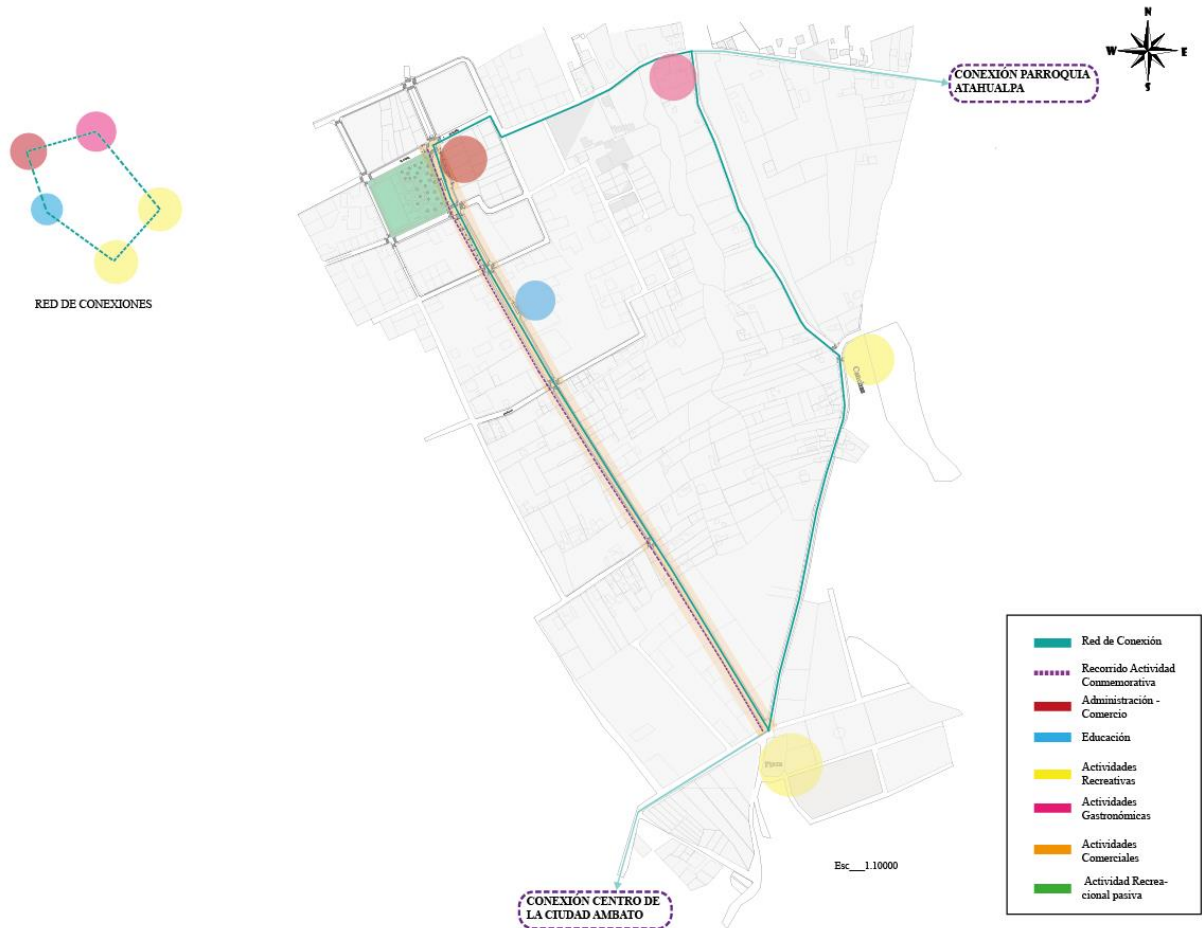 N
W E
S
CONEXIÓN PARROQUIA
ATAHUALPA
RED DE CONEXIONES
Red de Conexión
Recorrido Actividad
Conmemorativa
Administración -
Comercio
Educación
Actividades
Recreativas
Actividades
Gastronómicas
Actividades
Comerciales
Actividad Recrea-
cional pasiva
Esc___1.10000
CONEXIÓN CENTRO DE
LA CIUDAD AMBATO